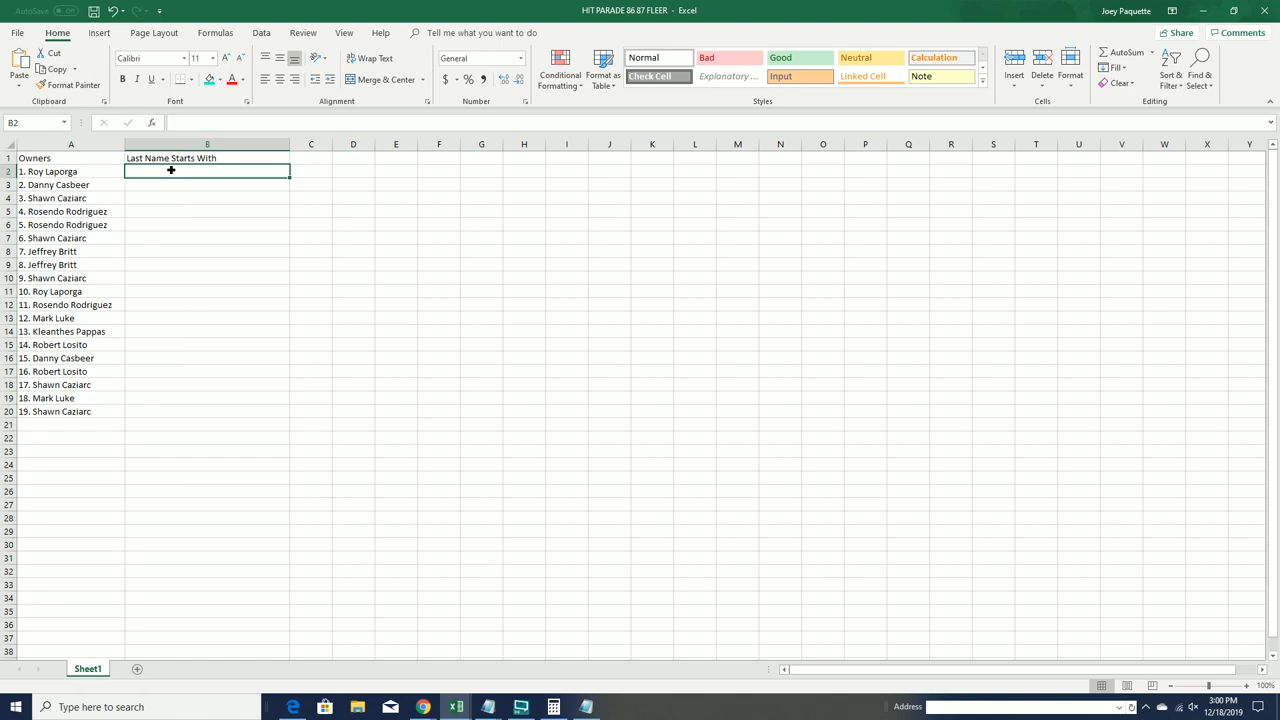 AutoSave Off
HIT PARADE 86 87 FLEER - Excel
Joey Paquette
File Home Insert Page Layout Formulas Data Review View Help Tell me what you want to do
Share Comments
Paste
Cut
Copy
Format Painter
Clipboard
Calibri 11
B I U A
Font
Wrap Text
Merge & Center
Alignment
General
$ % ,
Number
Conditional Formatting
Format as Table
Normal Bad Good Neutral Calculation
Check Cell Explanatory ... Input Linked Cell Note
Styles
Insert Delete Format
Cells
AutoSum
Fill
Clear
Sort & Filter
Find & Select
Editing
B2 fx
A B C D E F G H I J K L M N O P Q R S T U V W X Y
1 Owners Last Name Starts With
2 1. Roy Laporga
3 2. Danny Casbeer
4 3. Shawn Caziarc
5 4. Rosendo Rodriguez
6 5. Rosendo Rodriguez
7 6. Shawn Caziarc
8 7. Jeffrey Britt
9 8. Jeffrey Britt
10 9. Shawn Caziarc
11 10. Roy Laporga
12 11. Rosendo Rodriguez
13 12. Mark Luke
14 13. Kleanthes Pappas
15 14. Robert Losito
16 15. Danny Casbeer
17 16. Robert Losito
18 17. Shawn Caziarc
19 18. Mark Luke
20 19. Shawn Caziarc
21
22
23
24
25
26
27
28
29
30
31
32
33
34
35
36
37
38
Sheet1
100%
Type here to search
Address
3:00 PM
12/18/2019